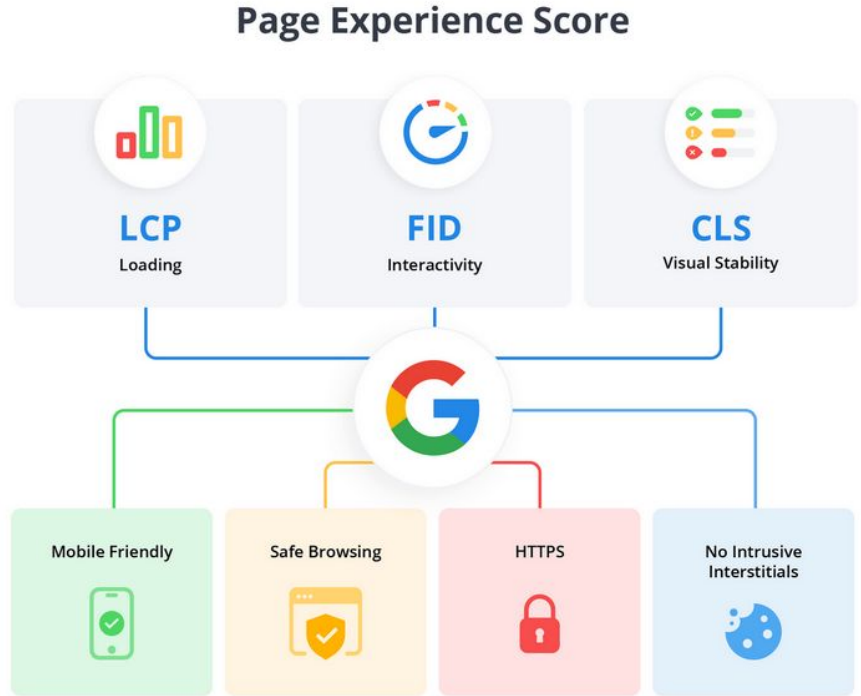 Page Experience Score
LCP
Loading
FID
Interactivity
CLS
Visual Stability
Mobile Friendly
Safe Browsing
HTTPS
No Intrusive
Interstitials